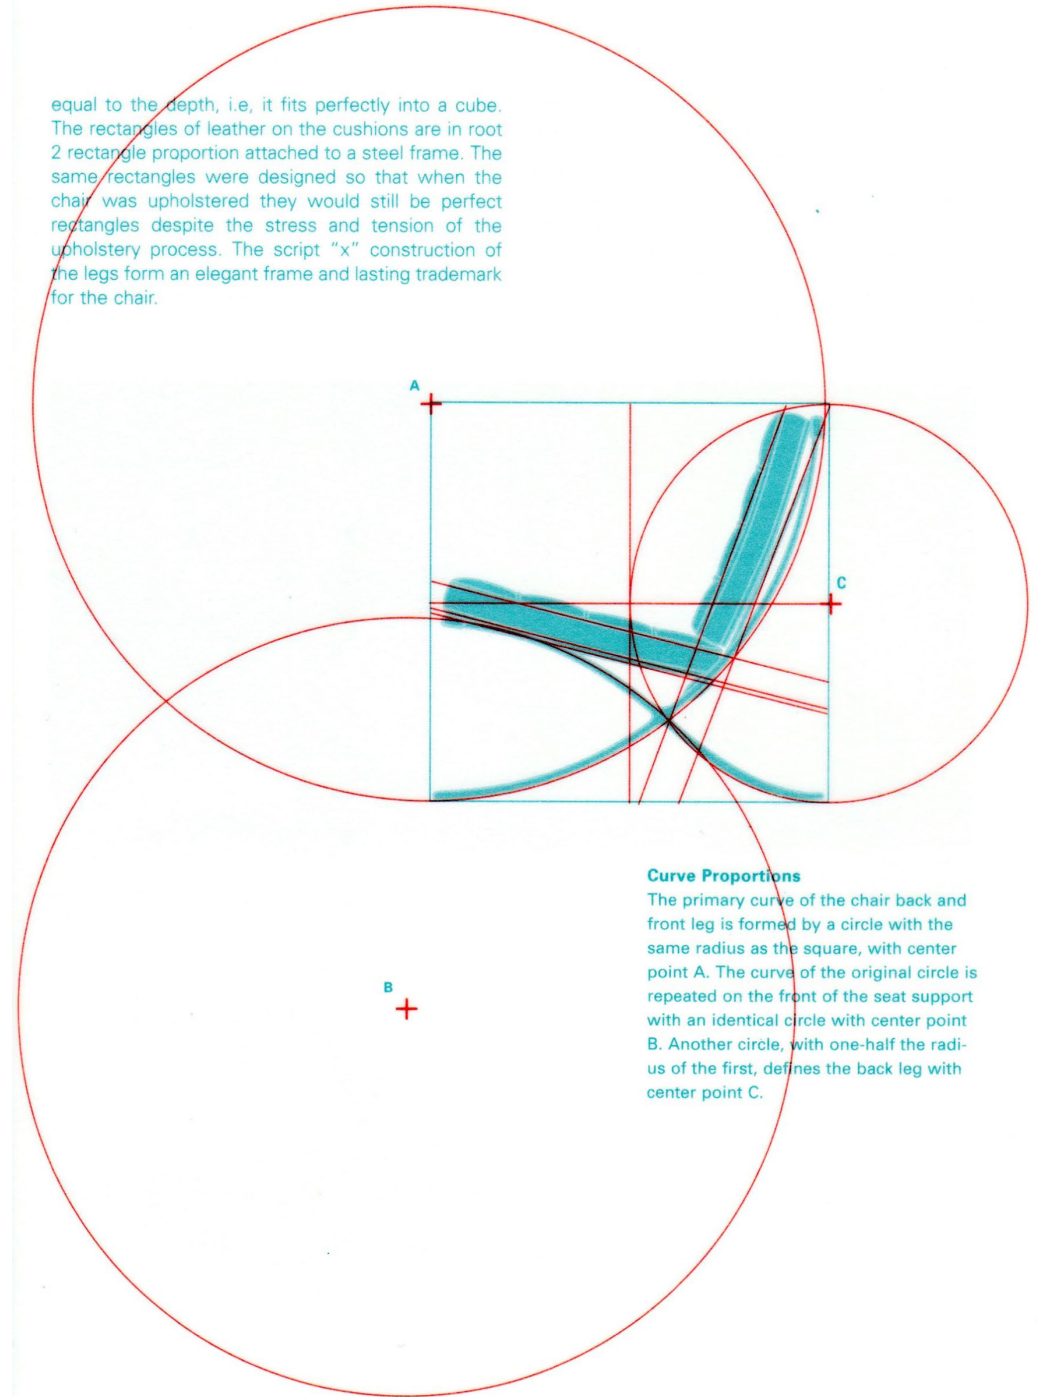 equal to the depth, i.e, it fits perfectly into a cube.
The rectangles of leather on the cushions are in root
2 rectangle proportion attached to a steel frame. The
same rectangles were designed so that when the
chair was upholstered they would still be perfect
rectangles despite the stress and tension of the
upholstery process. The script “x” construction of
the legs form an elegant frame and lasting trademark
for the chair.
A
C
B
Curve Proportions
The primary curve of the chair back and
front leg is formed by a circle with the
same radius as the square, with center
point A. The curve of the original circle is
repeated on the front of the seat support
with an identical circle with center point
B. Another circle, with one-half the radi-
us of the first, defines the back leg with
center point C.